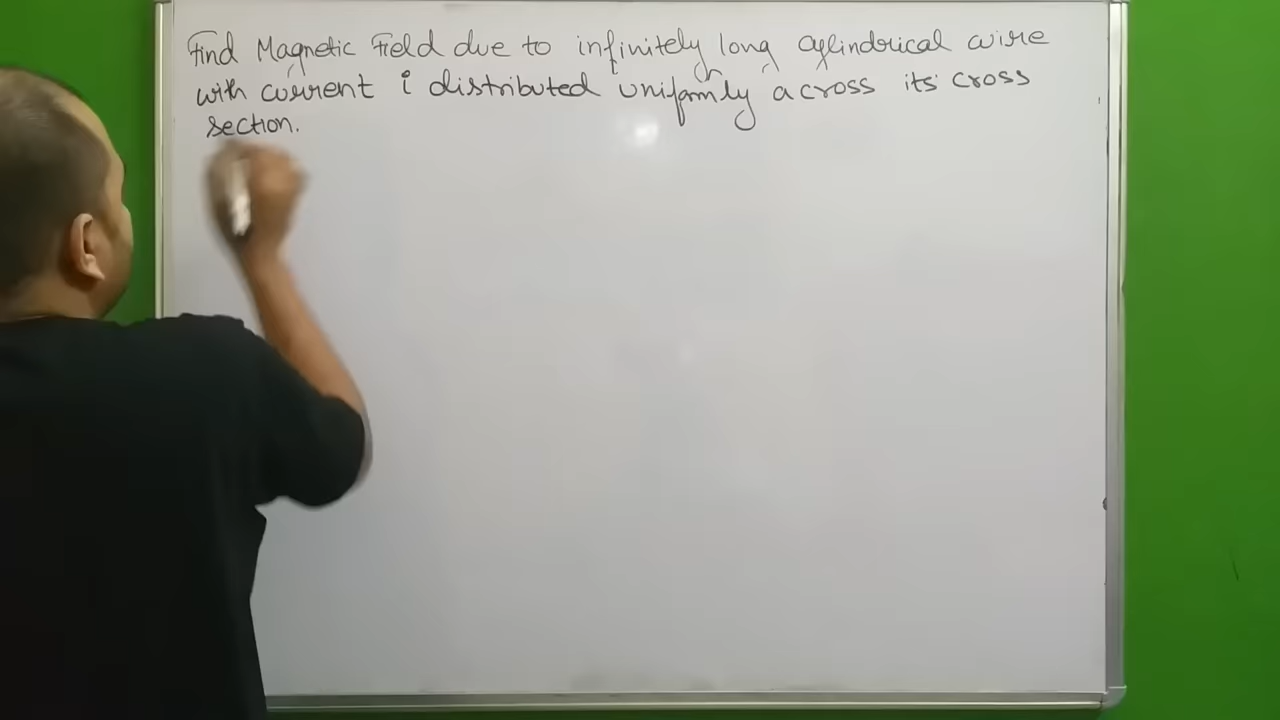 Find Magnetic Field due to infinitely long cylindrical wire
with current i distributed uniformly across its cross
section.